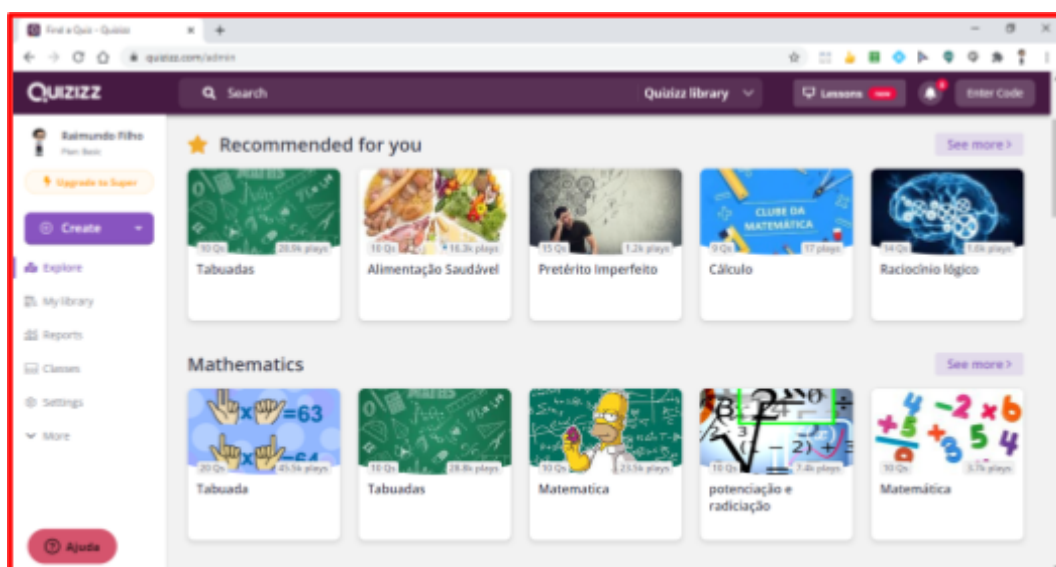 Find a Quiz - Quizizz
quizizz.com/admin
QUIZIZZ
Search
Quizizz library
Lessons
Enter Code
Raimundo Filho
Plan: Basic
Upgrade to Super
Create
Explore
My library
Reports
Classes
Settings
More
Ajuda
Recommended for you
See more >
10 Qs 28.9k plays
Tabuadas
10 Qs 10.3k plays
Alimentação Saudável
15 Qs 1.2k plays
Pretérito Imperfeito
CLUBE DA
MATEMÁTICA
9 Qs 17 plays
Cálculo
14 Qs 1.6k plays
Raciocínio lógico
Mathematics
See more >
x =63
x =64
20 Qs 45.5k plays
Tabuada
10 Qs 28.8k plays
Tabuadas
10 Qs 23.5k plays
Matematica
10 Qs 7.4k plays
potenciação e
radiciação
10 Qs 3.7k plays
Matemática